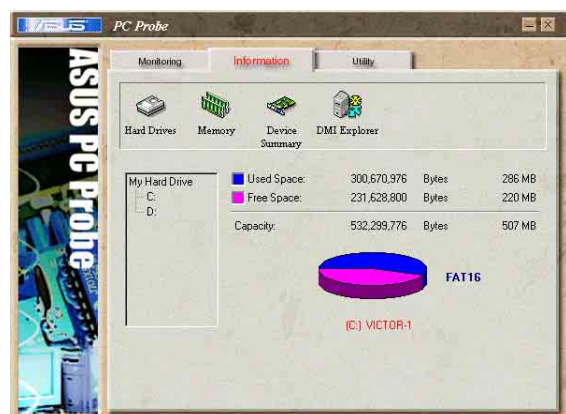 ASUS PC Probe
Monitoring Information Utility
Hard Drives Memory Device Summary DMI Explorer
ASUS PC Probe
My Hard Drive
C:
D:
Used Space: 300,670,976 Bytes 286 MB
Free Space: 231,628,800 Bytes 220 MB
Capacity: 532,299,776 Bytes 507 MB
FAT16
[C:] VICTOR-1